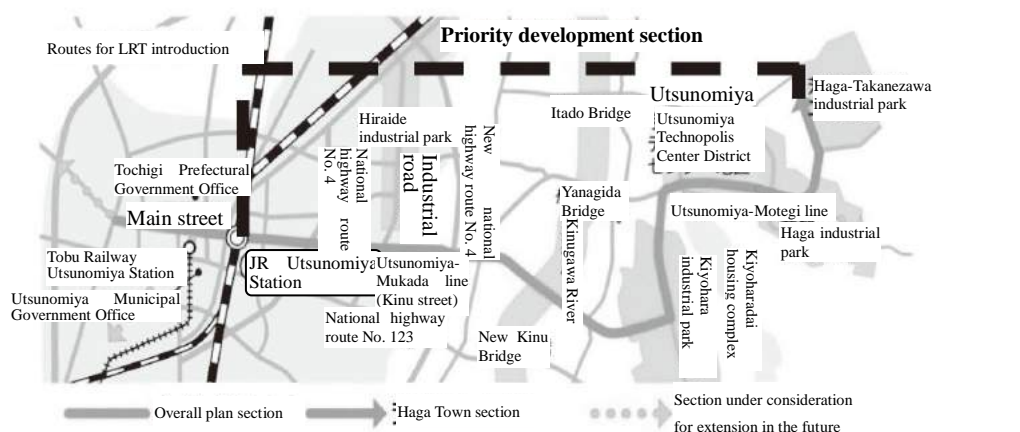 Priority development section
Routes for LRT introduction
Utsunomiya
Haga-Takanezawa
industrial park
Itado Bridge
Utsunomiya
Technopolis
Center District
Hiraide
industrial park
New national
highway route No. 4
National
highway route
No. 4
Industrial
road
Tochigi Prefectural
Government Office
Yanagida
Bridge
Main street
Utsunomiya-Motegi line
Kinugawa River
Haga industrial
park
Tobu Railway
Utsunomiya Station
JR Utsunomiya
Station
Utsunomiya-
Mukada line
(Kinu street)
Kiyohara
industrial park
Kiyoharadai
housing complex
Utsunomiya Municipal
Government Office
National highway
route No. 123
New Kinu
Bridge
Overall plan section
Haga Town section
Section under consideration
for extension in the future